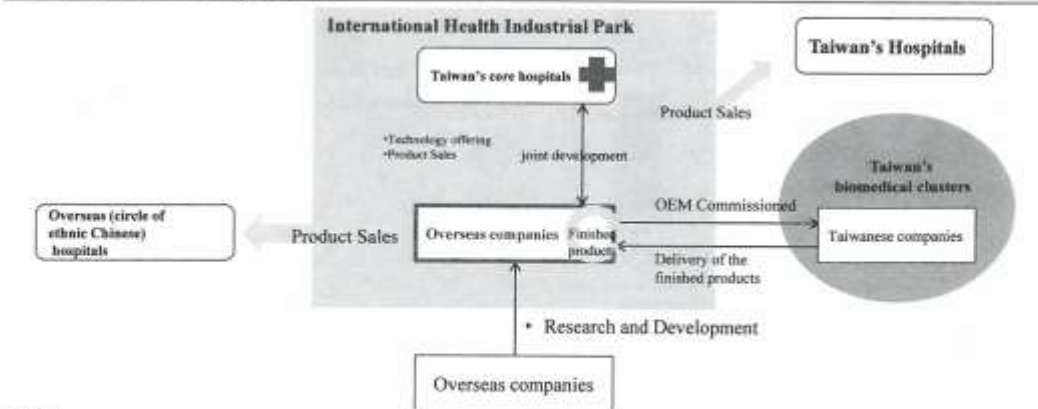 International Health Industrial Park
Taiwan's Hospitals
Taiwan's core hospitals
Product Sales
•Technology offering
•Product Sales
joint development
Taiwan's
biomedical clusters
Overseas (circle of
ethnic Chinese)
hospitals
Product Sales
Overseas companies
Finished
products
OEM Commissioned
Taiwanese companies
Delivery of the
finished products
• Research and Development
Overseas companies